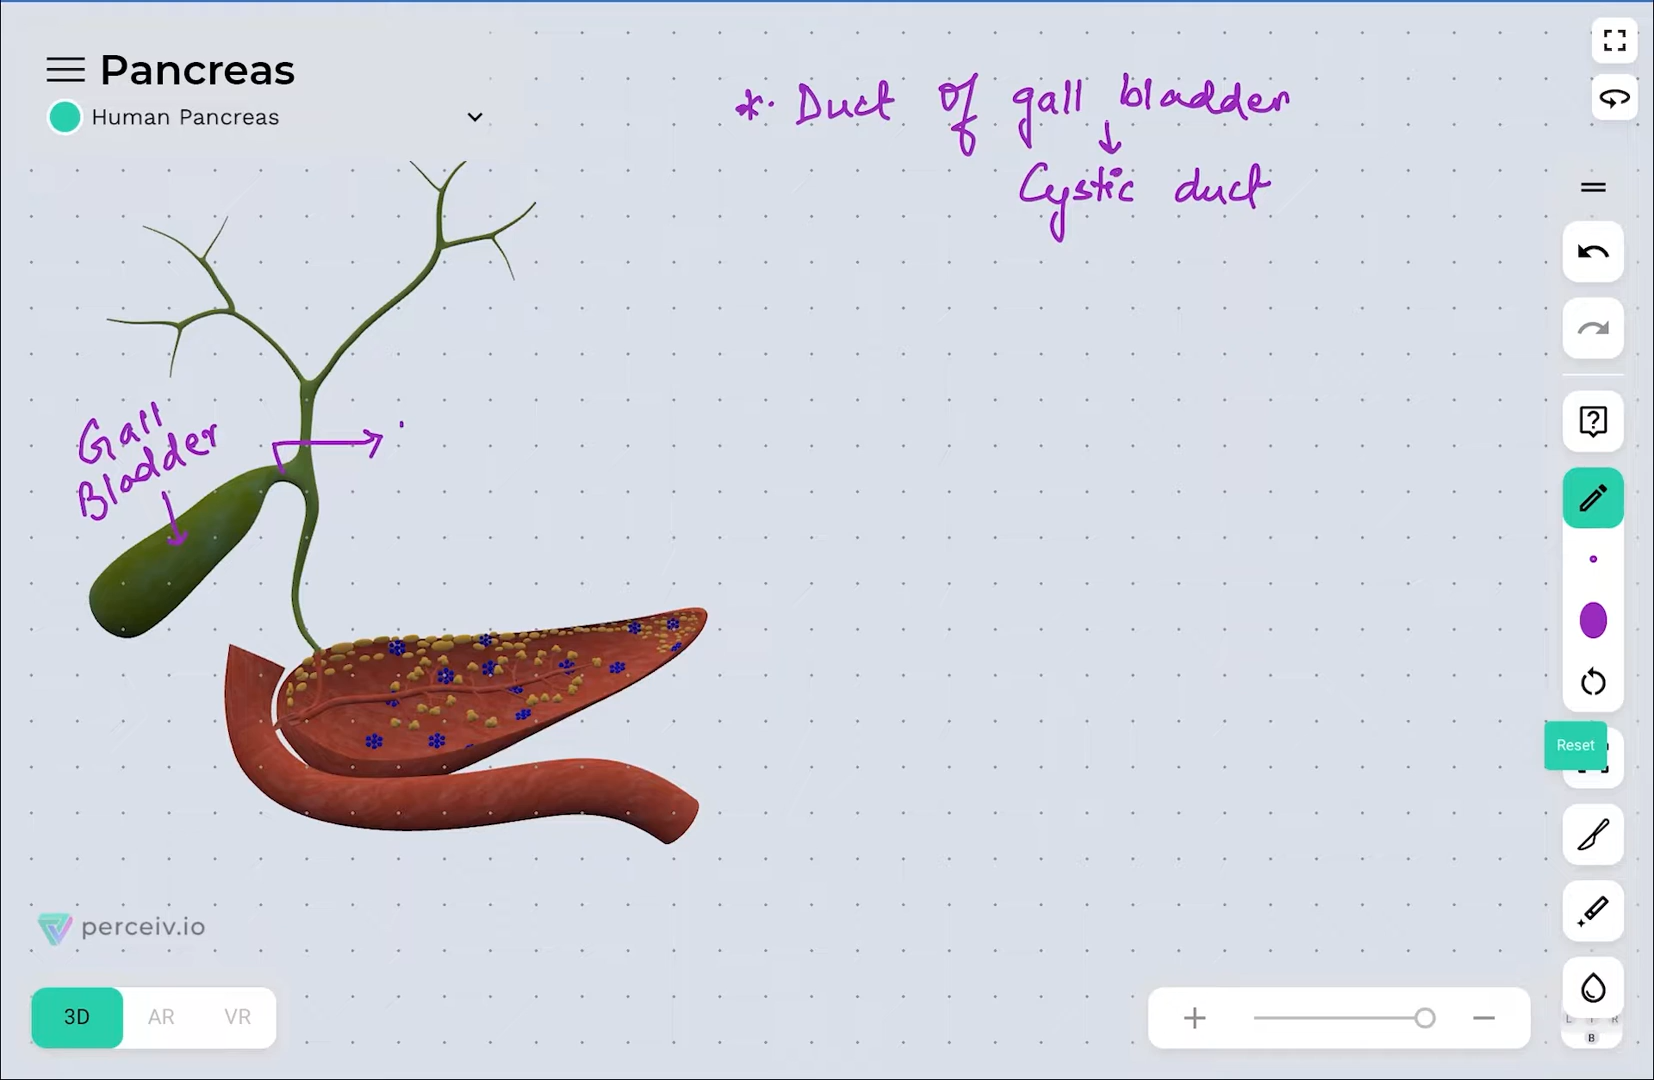 Pancreas
Human Pancreas
*. Duct of gall bladder
Cystic duct
Gall
Bladder
Reset
perceiv.io
3D AR VR
L T R
B